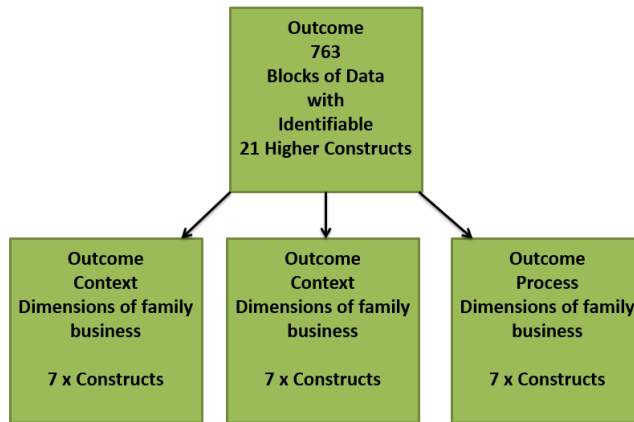 Outcome
763
Blocks of Data
with
Identifiable
21 Higher Constructs
Outcome
Context
Dimensions of family
business
7 x Constructs
Outcome
Context
Dimensions of family
business
7 x Constructs
Outcome
Process
Dimensions of family
business
7 x Constructs